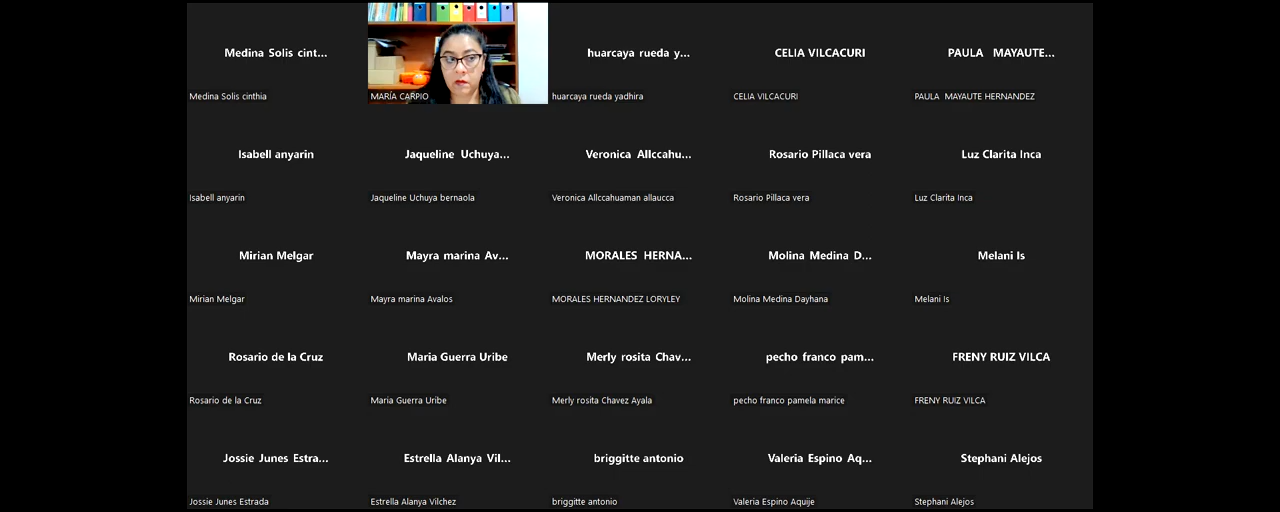 Medina Solis cint...
huarcaya rueda y...
CELIA VILCACURI
PAULA MAYAUTE...
Medina Solis cinthia
MARÍA CARPIO
huarcaya rueda yadhira
CELIA VILCACURI
PAULA MAYAUTE HERNANDEZ
Isabell anyarin
Jaqueline Uchuya...
Veronica Allccahu...
Rosario Pillaca vera
Luz Clarita Inca
Isabell anyarin
Jaqueline Uchuya bernaola
Veronica Allccahuaman allaucca
Rosario Pillaca vera
Luz Clarita Inca
Mirian Melgar
Mayra marina Av...
MORALES HERNA...
Molina Medina D...
Melani Is
Mirian Melgar
Mayra marina Avalos
MORALES HERNANDEZ LORYLEY
Molina Medina Dayhana
Melani Is
Rosario de la Cruz
Maria Guerra Uribe
Merly rosita Chav...
pecho franco pam...
FRENY RUIZ VILCA
Rosario de la Cruz
Maria Guerra Uribe
Merly rosita Chavez Ayala
pecho franco pamela marice
FRENY RUIZ VILCA
Jossie Junes Estra...
Estrella Alanya Vil...
briggitte antonio
Valeria Espino Aq...
Stephani Alejos
Jossie Junes Estrada
Estrella Alanya Vilchez
briggitte antonio
Valeria Espino Aquije
Stephani Alejos